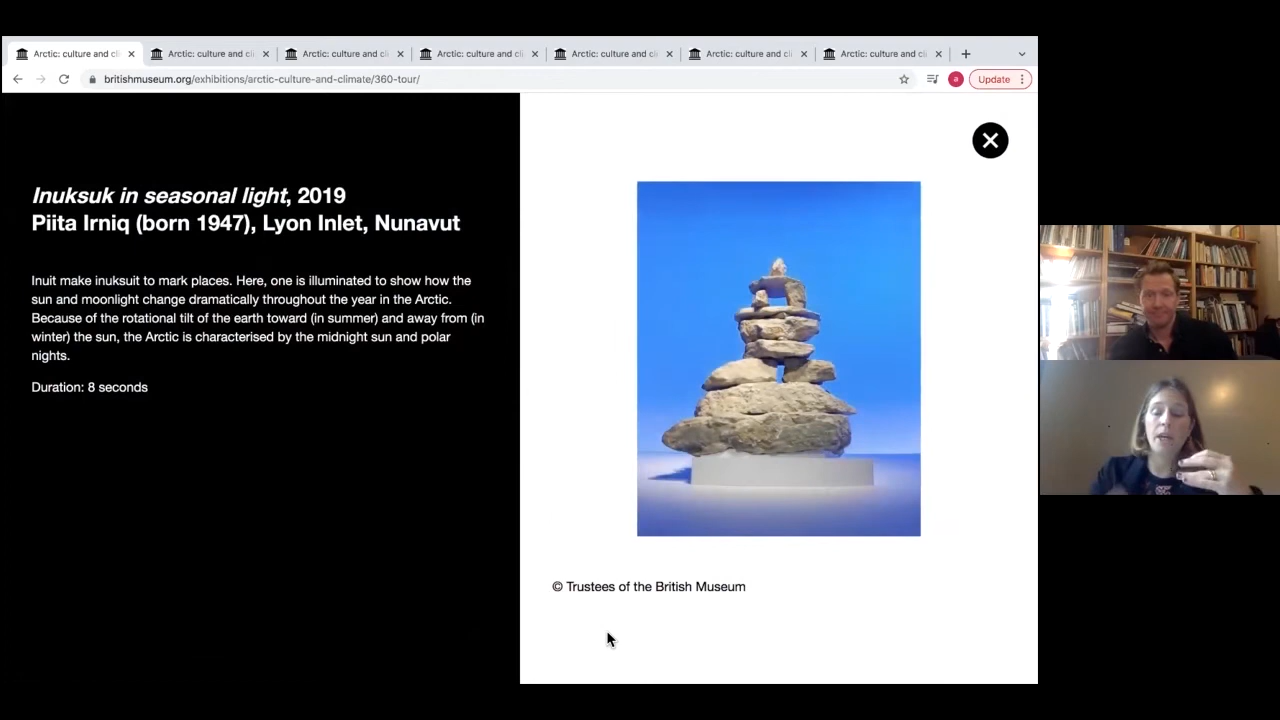 Arctic: culture and cli
Arctic: culture and cli
Arctic: culture and cli
Arctic: culture and cli
Arctic: culture and cli
Arctic: culture and cli
Arctic: culture and cli
britishmuseum.org/exhibitions/arctic-culture-and-climate/360-tour/
a
Update
Inuksuk in seasonal light, 2019
Piita Irniq (born 1947), Lyon Inlet, Nunavut
Inuit make inuksuit to mark places. Here, one is illuminated to show how the
sun and moonlight change dramatically throughout the year in the Arctic.
Because of the rotational tilt of the earth toward (in summer) and away from (in
winter) the sun, the Arctic is characterised by the midnight sun and polar
nights.
Duration: 8 seconds
© Trustees of the British Museum